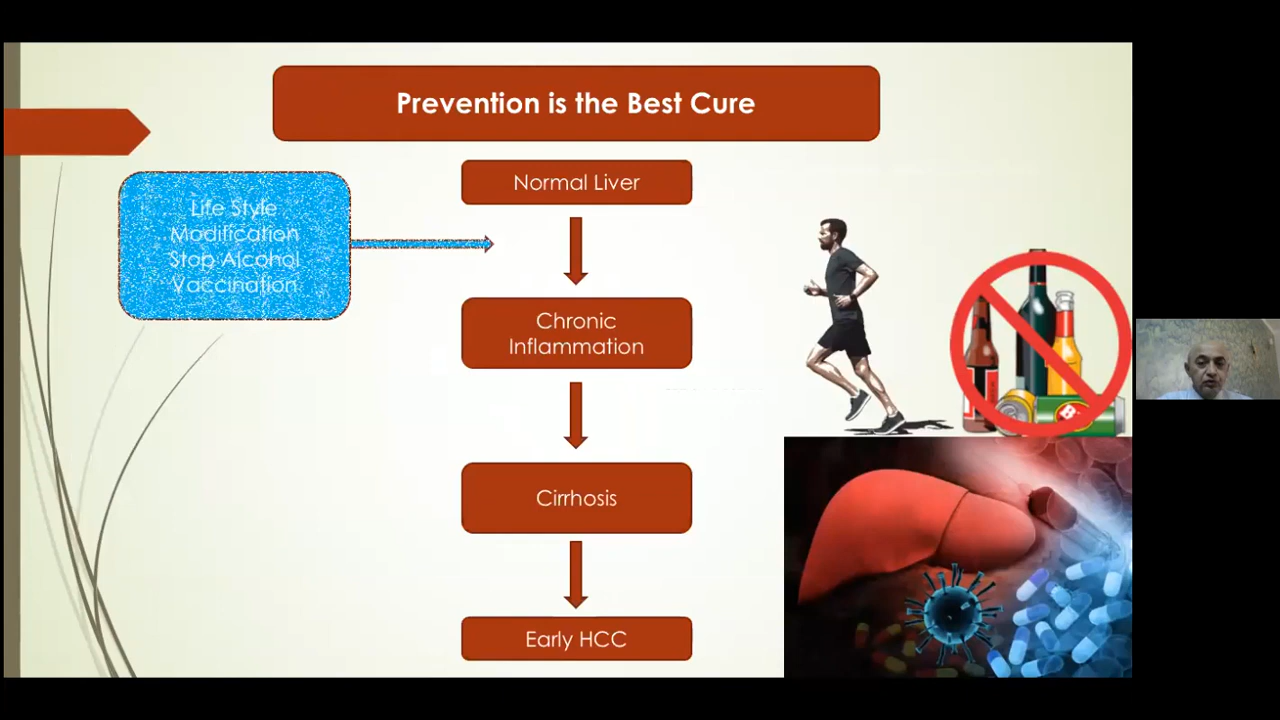 Prevention is the Best Cure
Normal Liver
Life Style
Modification
Stop Alcohol
Vaccination
Chronic
Inflammation
Cirrhosis
Early HCC